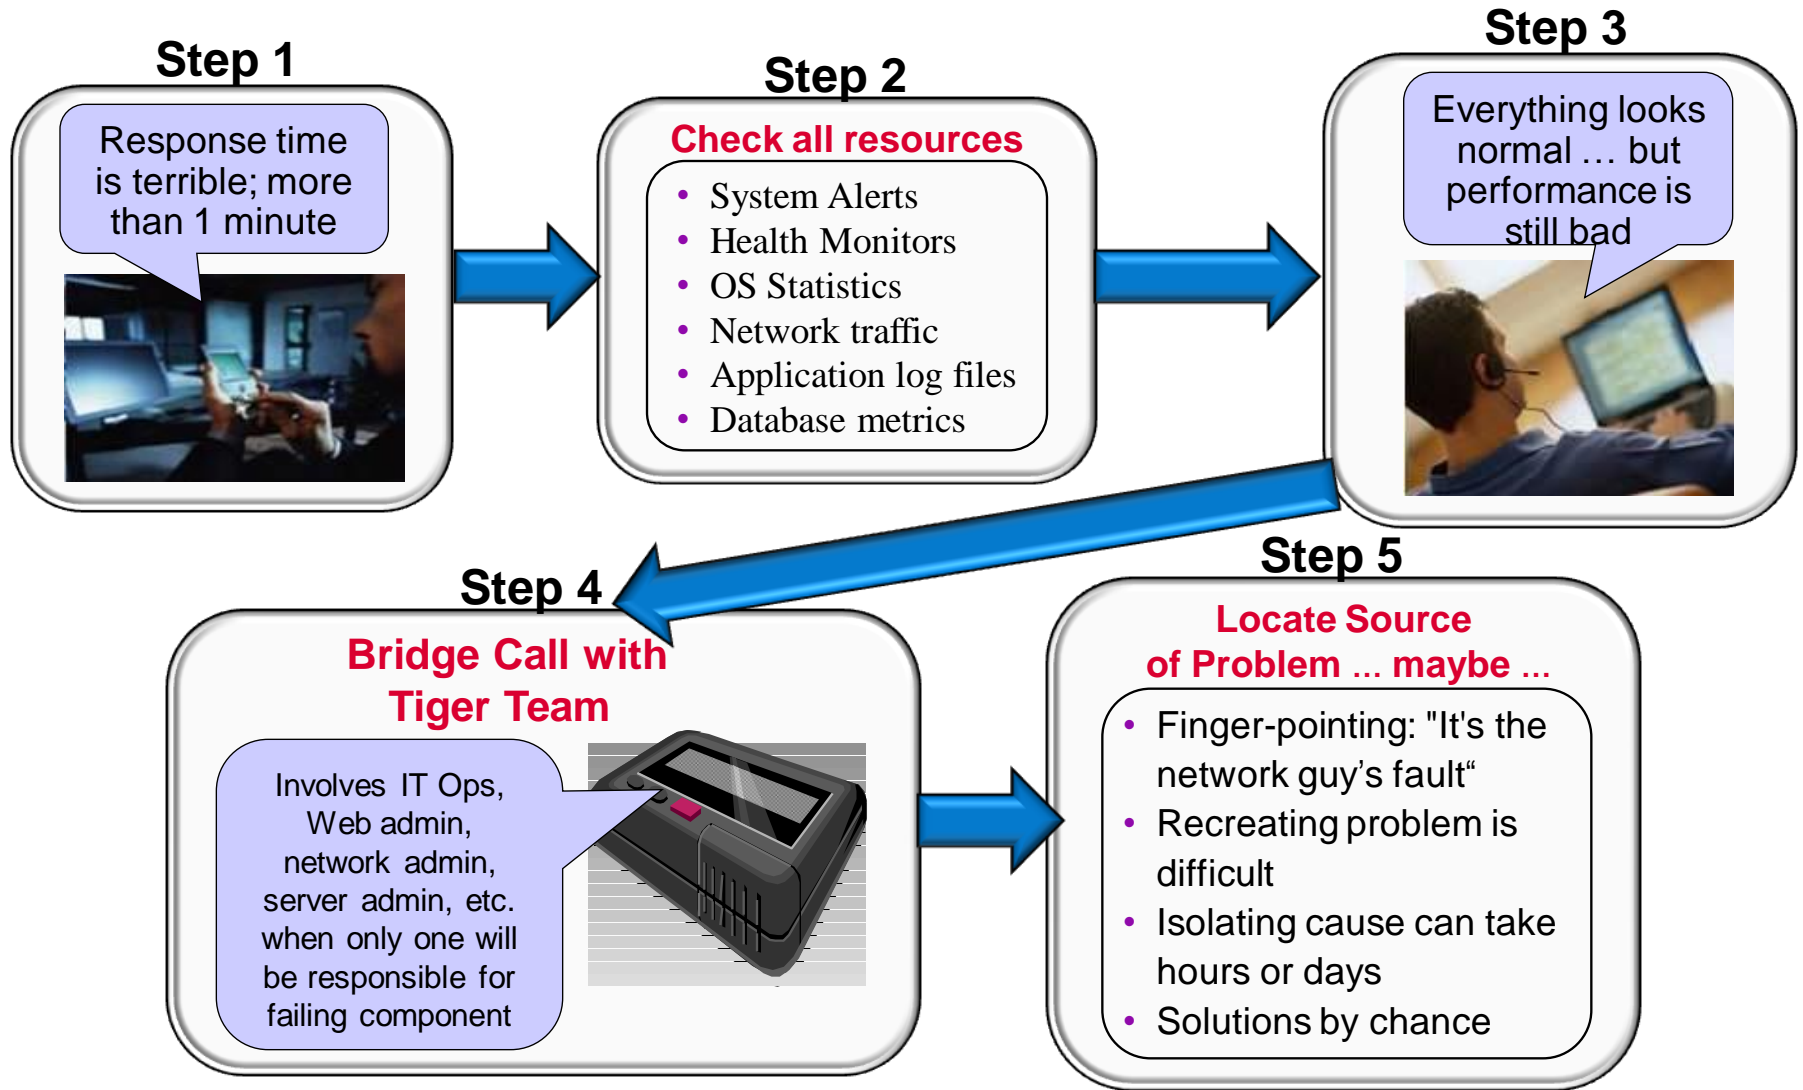 Step 1
Response time
is terrible; more
than 1 minute
Step 2
Check all resources
• System Alerts
• Health Monitors
• OS Statistics
• Network traffic
• Application log files
• Database metrics
Step 3
Everything looks
normal … but
performance is
still bad
Step 4
Bridge Call with
Tiger Team
Involves IT Ops,
Web admin,
network admin,
server admin, etc.
when only one will
be responsible for
failing component
Step 5
Locate Source
of Problem ... maybe ...
• Finger-pointing: "It's the
network guy’s fault“
• Recreating problem is
difficult
• Isolating cause can take
hours or days
• Solutions by chance